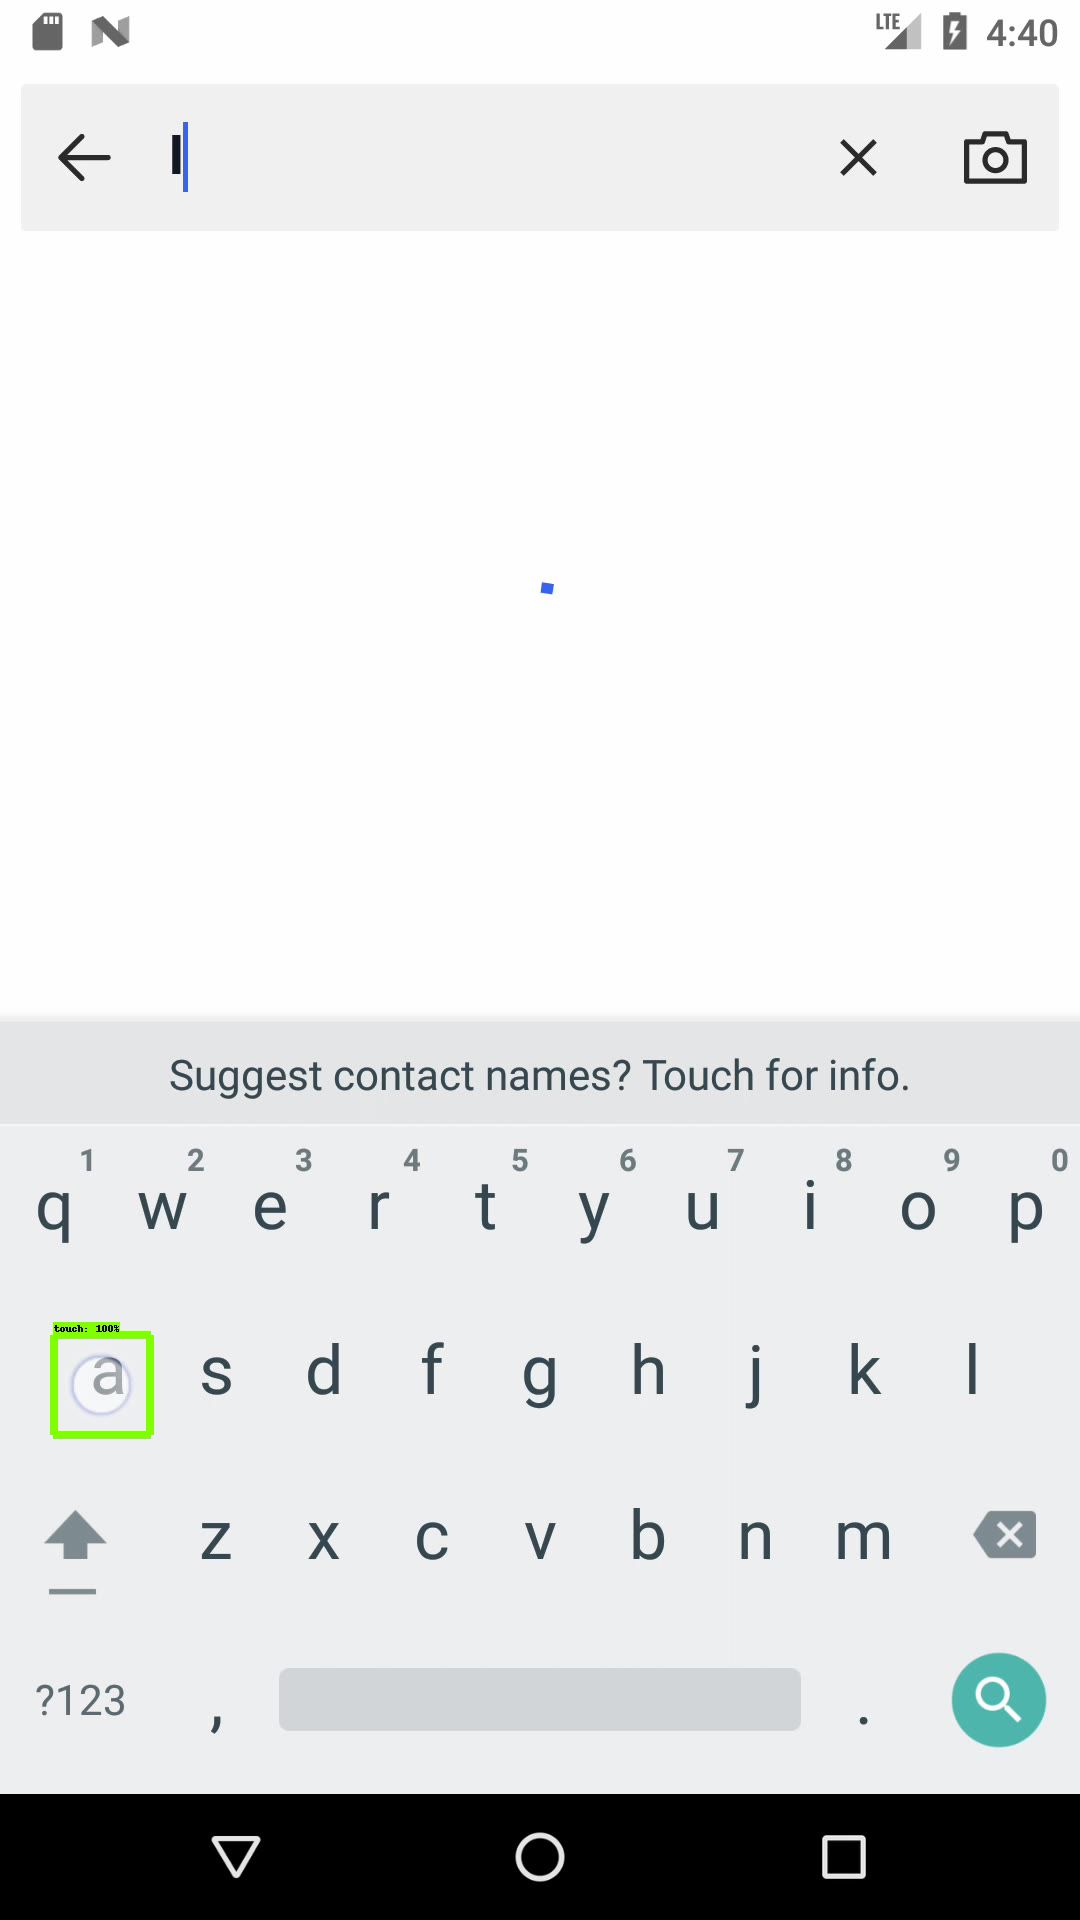 LTE 4:40
l
Suggest contact names? Touch for info.
1 2 3 4 5 6 7 8 9 0
q w e r t y u i o p
touch: 100%
a s d f g h j k l
z x c v b n m
?123 , .